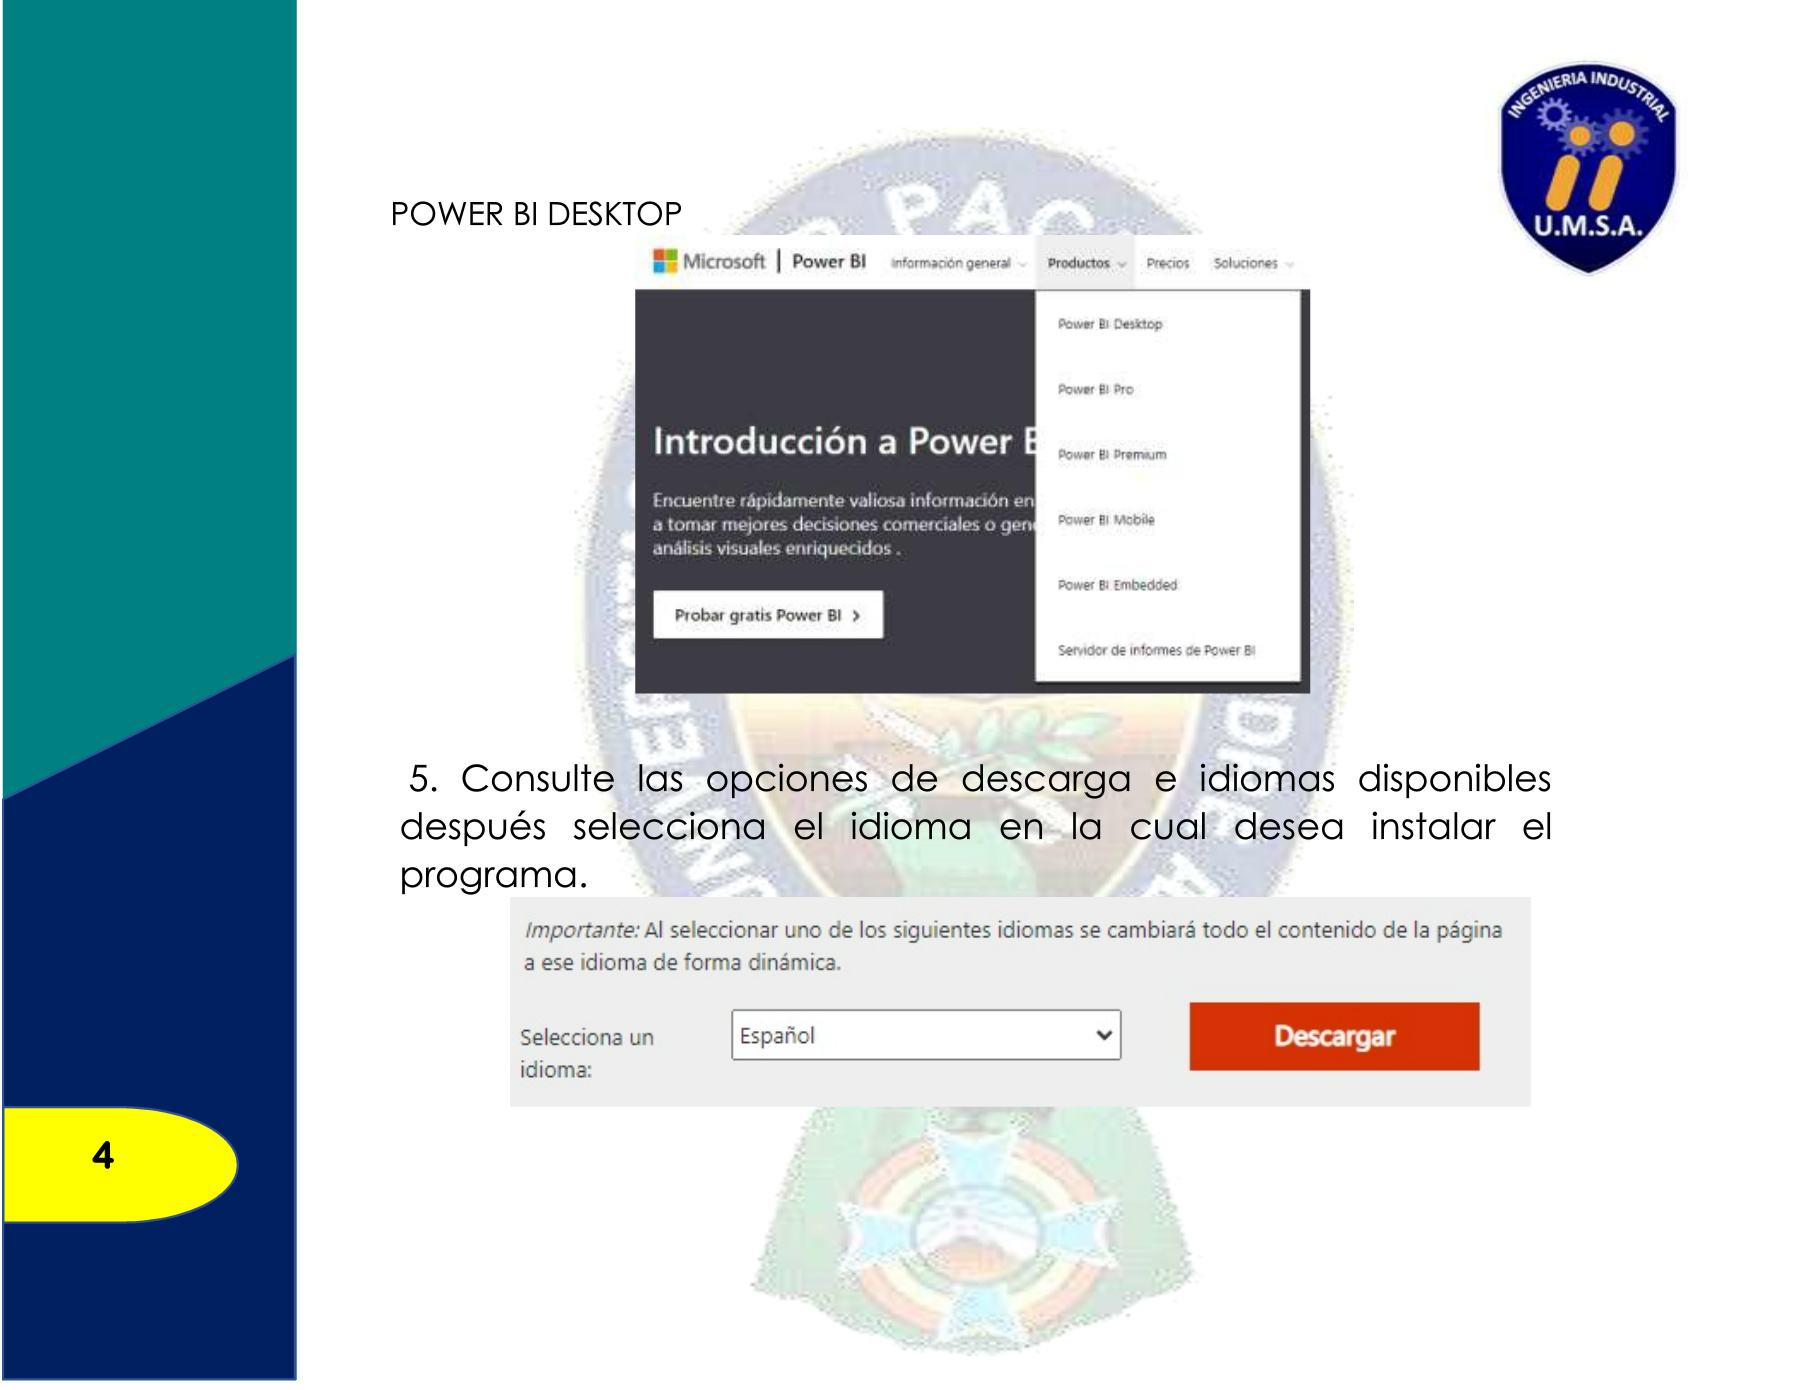 INGENIERIA INDUSTRIAL
U.M.S.A.
POWER BI DESKTOP
Microsoft | Power BI Información general Productos Precios Soluciones
Power BI Desktop
Power BI Pro
Introducción a Power
Power BI Premium
Encuentre rápidamente valiosa información en
a tomar mejores decisiones comerciales o gene
análisis visuales enriquecidos .
Power BI Mobile
Power BI Embedded
Probar gratis Power BI >
Servidor de informes de Power BI
5. Consulte las opciones de descarga e idiomas disponibles
después selecciona el idioma en la cual desea instalar el
programa.
Importante: Al seleccionar uno de los siguientes idiomas se cambiará todo el contenido de la página
a ese idioma de forma dinámica.
Selecciona un
idioma:
Español
Descargar
4